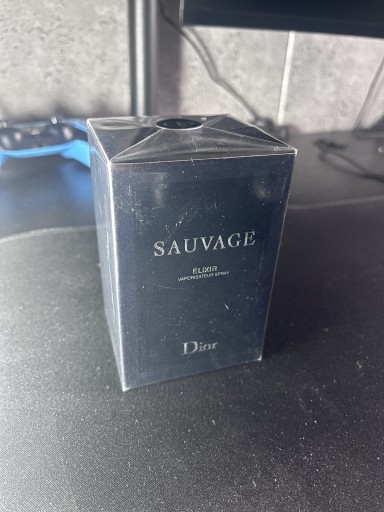 SAUVAGE
ELIXIR
VAPORISATEUR SPRAY
Dior